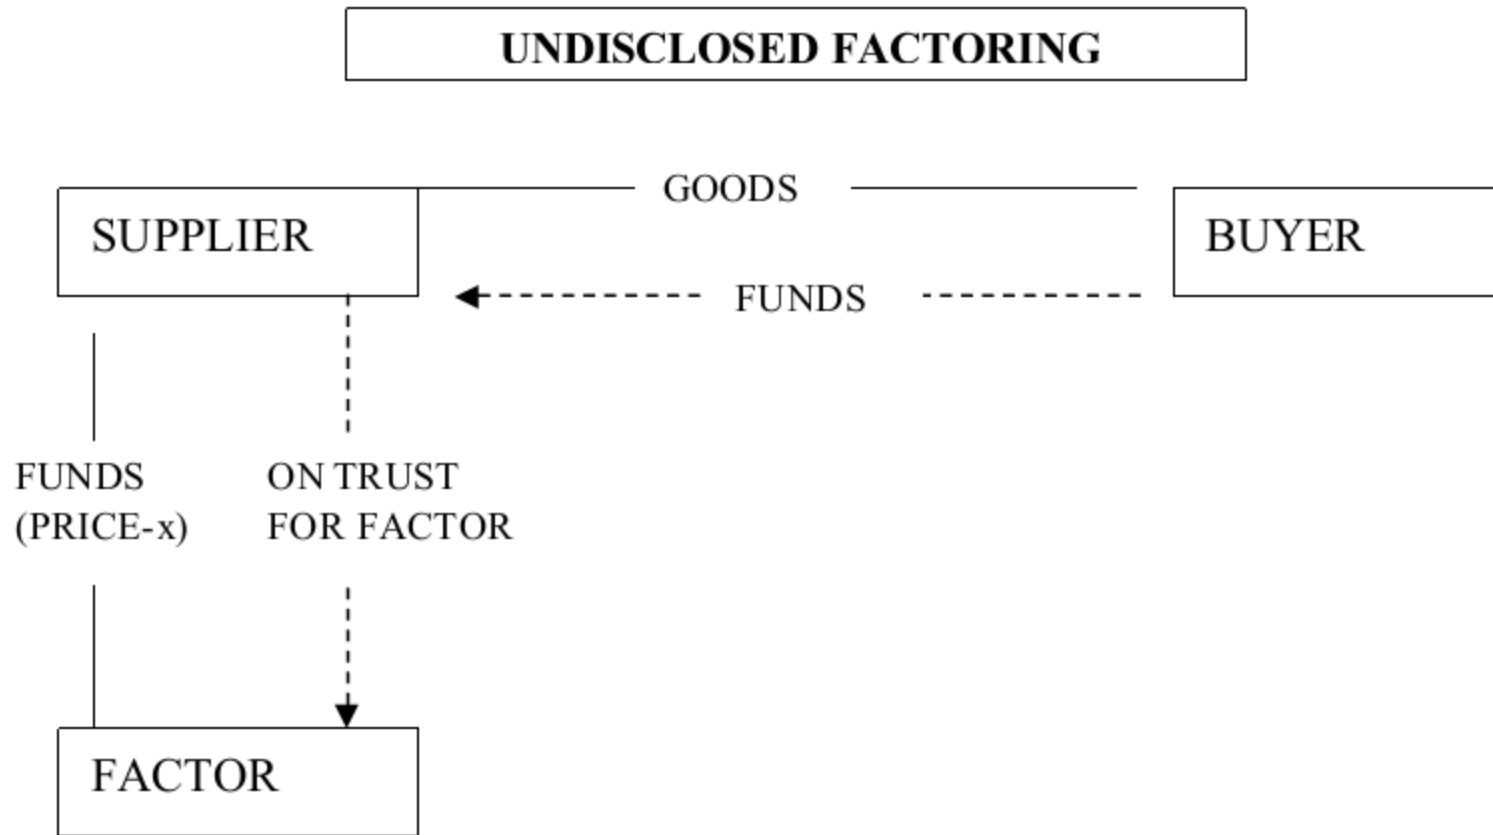 UNDISCLOSED FACTORING
GOODS
SUPPLIER
BUYER
FUNDS
FUNDS
(PRICE-x)
ON TRUST
FOR FACTOR
FACTOR